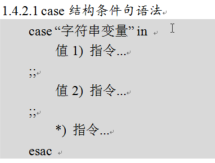 1.4.2.1 case 结构条件句语法
case “字符串变量” in
值 1) 指令...
;;
值 2) 指令...
;;
*) 指令...
esac